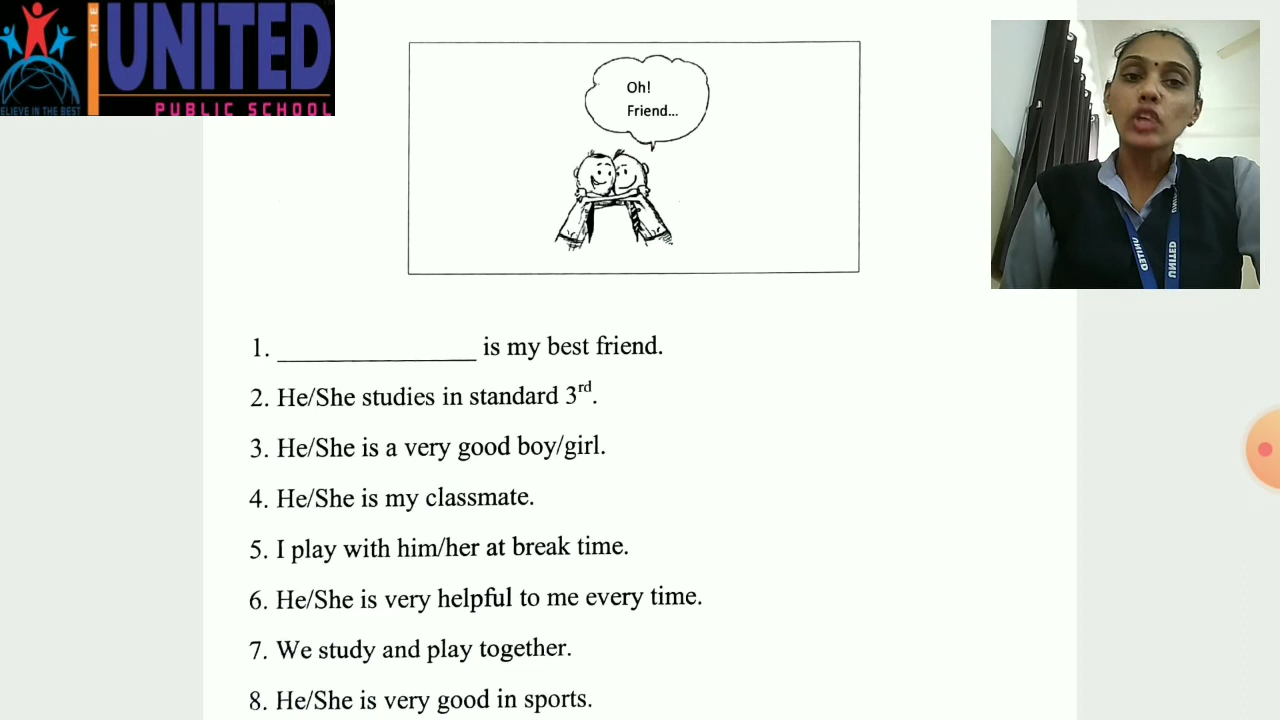 THE
UNITED
PUBLIC SCHOOL
ELIEVE IN THE BEST
Oh!
Friend...
UNITED
UNITED
1. ________________ is my best friend.
2. He/She studies in standard 3rd.
3. He/She is a very good boy/girl.
4. He/She is my classmate.
5. I play with him/her at break time.
6. He/She is very helpful to me every time.
7. We study and play together.
8. He/She is very good in sports.